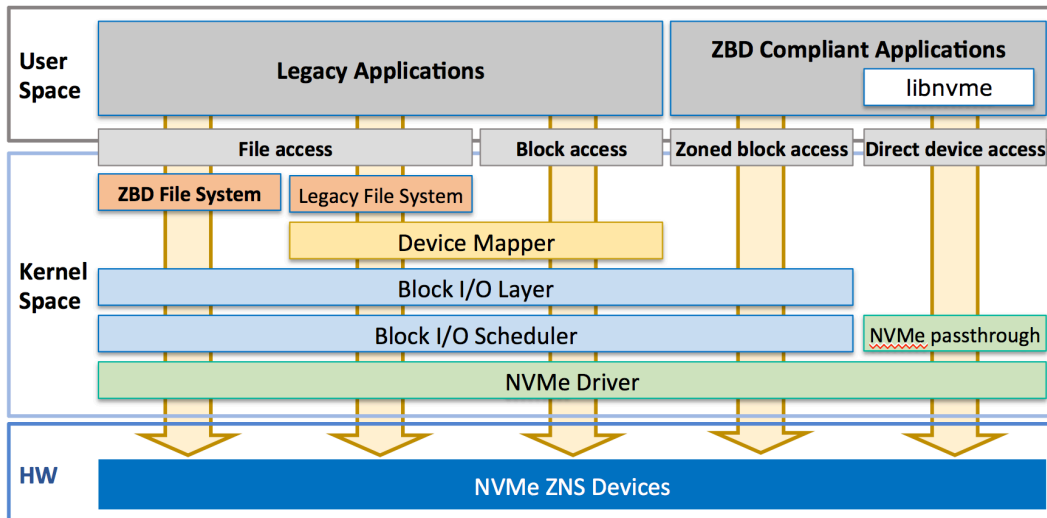 User
Space
Legacy Applications
ZBD Compliant Applications
libnvme
File access
Block access
Zoned block access
Direct device access
ZBD File System
Legacy File System
Device Mapper
Kernel
Space
Block I/O Layer
Block I/O Scheduler
NVMe passthrough
NVMe Driver
HW
NVMe ZNS Devices